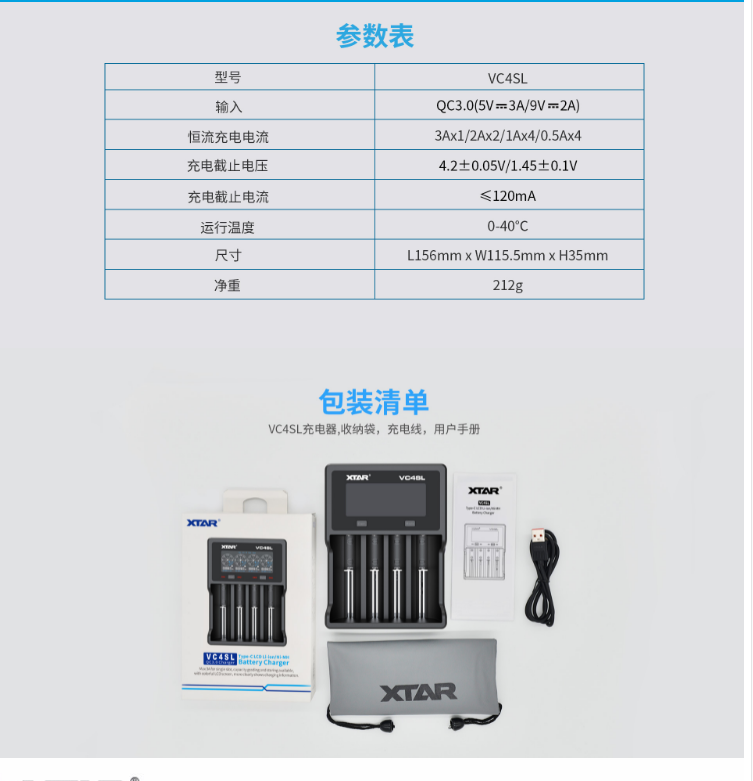 参数表
型号 VC4SL
输入 QC3.0(5V⎓3A/9V⎓2A)
恒流充电电流 3Ax1/2Ax2/1Ax4/0.5Ax4
充电截止电压 4.2±0.05V/1.45±0.1V
充电截止电流 ≤120mA
运行温度 0-40℃
尺寸 L156mm x W115.5mm x H35mm
净重 212g
包装清单
VC4SL充电器,收纳袋，充电线，用户手册
XTAR® VC4SL
XTAR®
Battery Charger
XTAR®
XTAR VC4SL
VC4SL
Battery Charger
XTAR